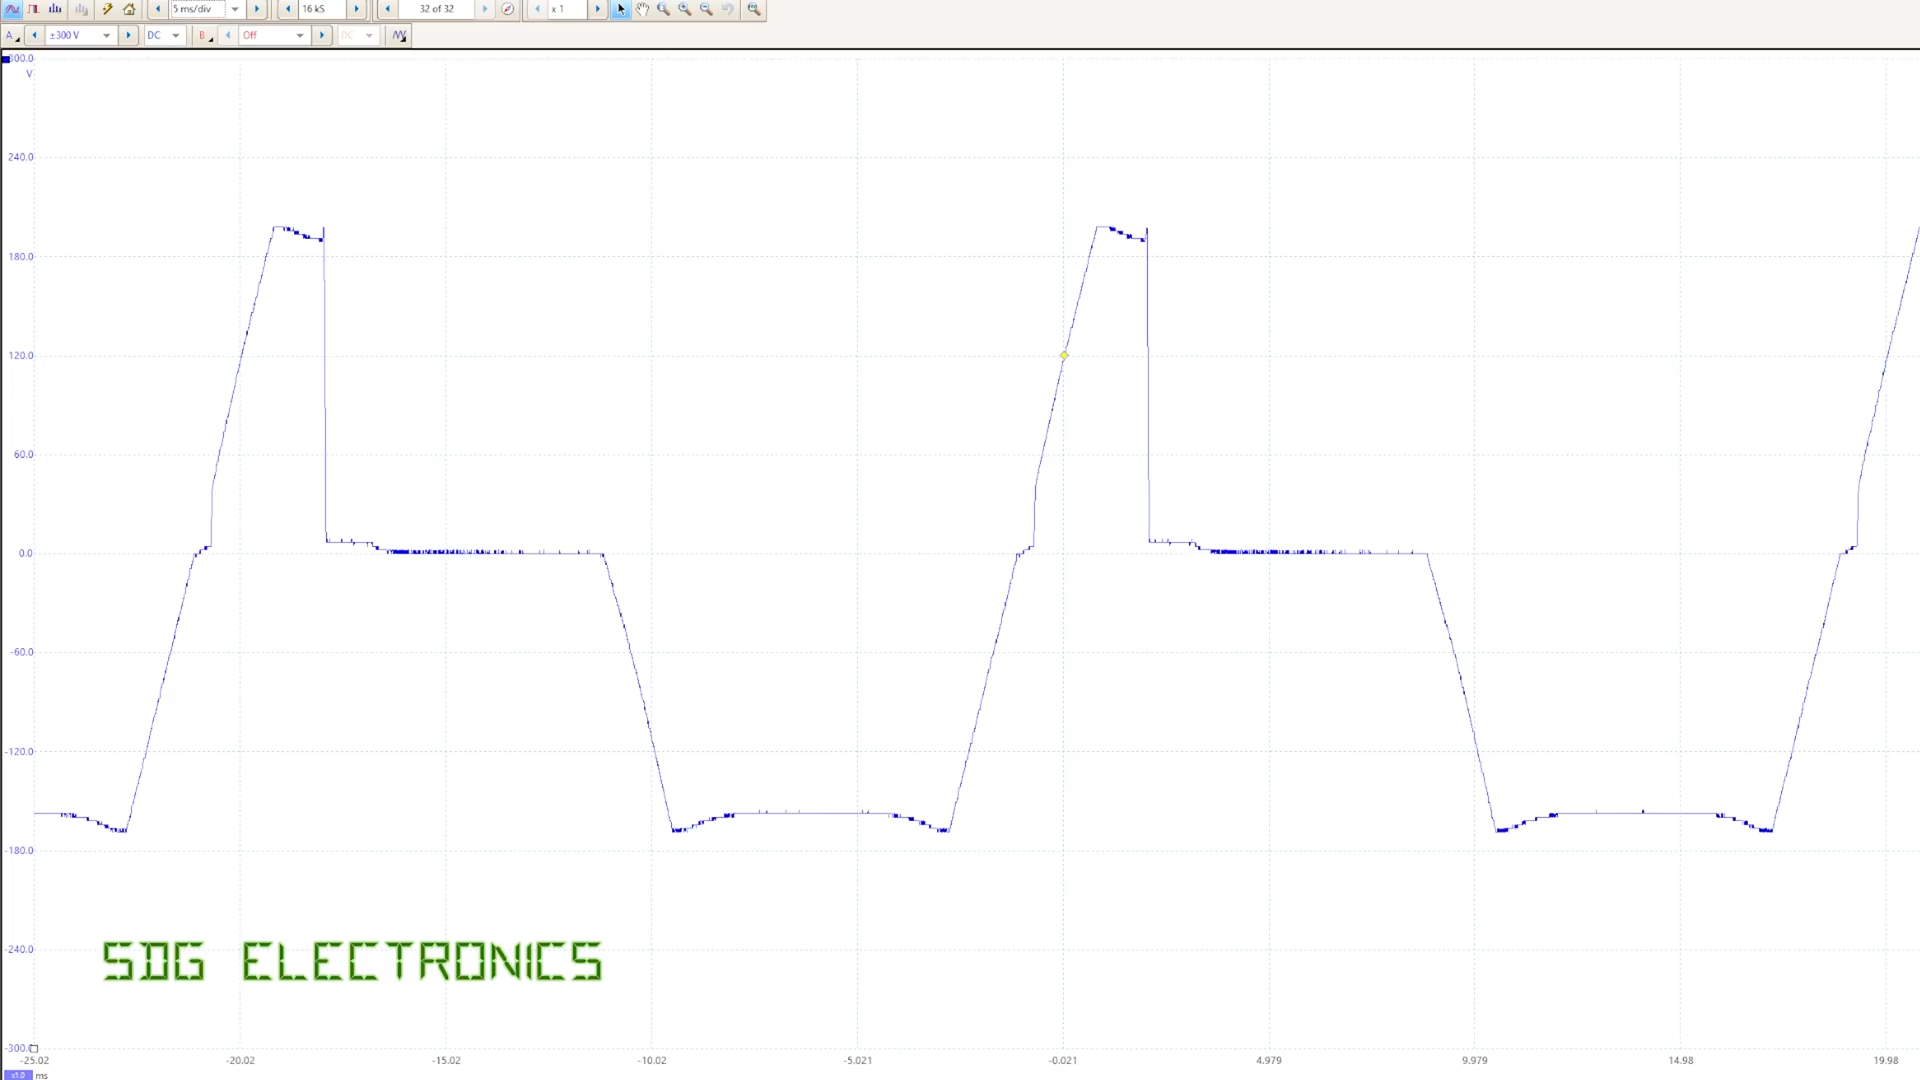 5 ms/div 16 kS 32 of 32 x 1
A ±300 V DC B Off DC
300.0
V
240.0
180.0
120.0
60.0
0.0
-60.0
-120.0
-180.0
-240.0
SDG ELECTRONICS
-300.0
-25.02 -20.02 -15.02 -10.02 -5.021 -0.021 4.979 9.979 14.98 19.98
x1.0 ms